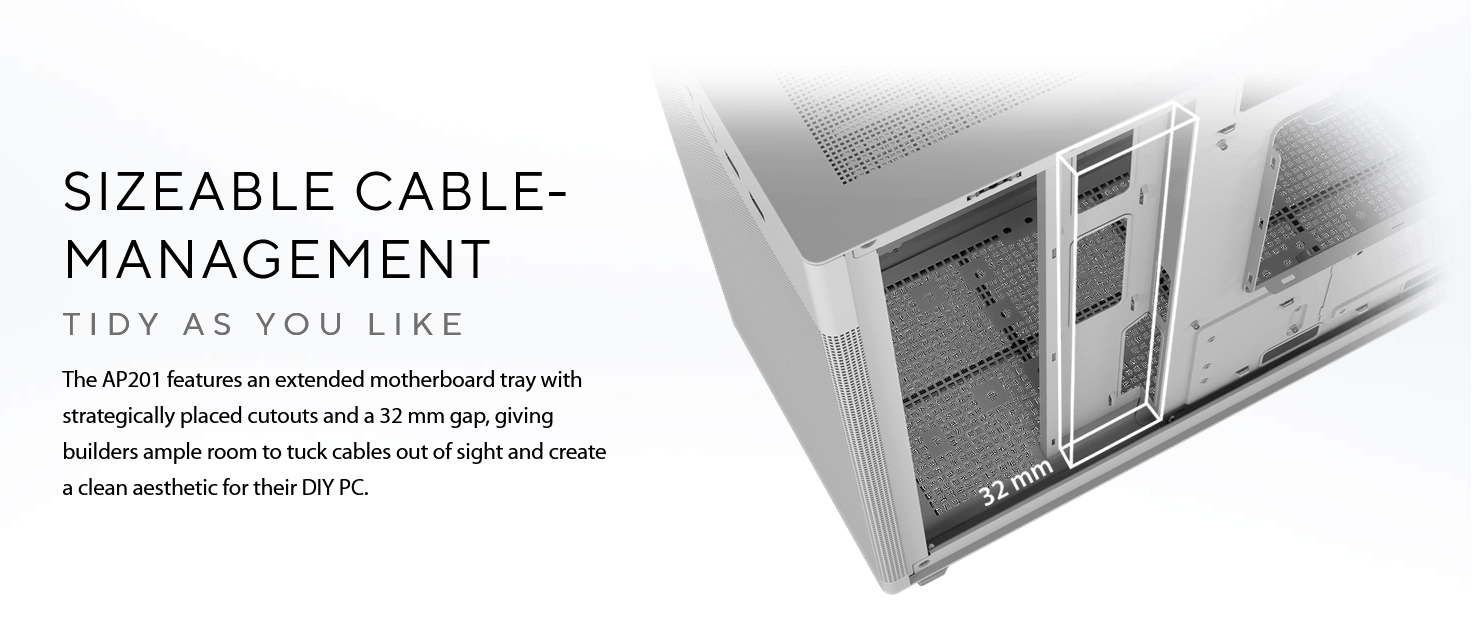 SIZEABLE CABLE-
MANAGEMENT
TIDY AS YOU LIKE
The AP201 features an extended motherboard tray with
strategically placed cutouts and a 32 mm gap, giving
builders ample room to tuck cables out of sight and create
a clean aesthetic for their DIY PC.
32 mm